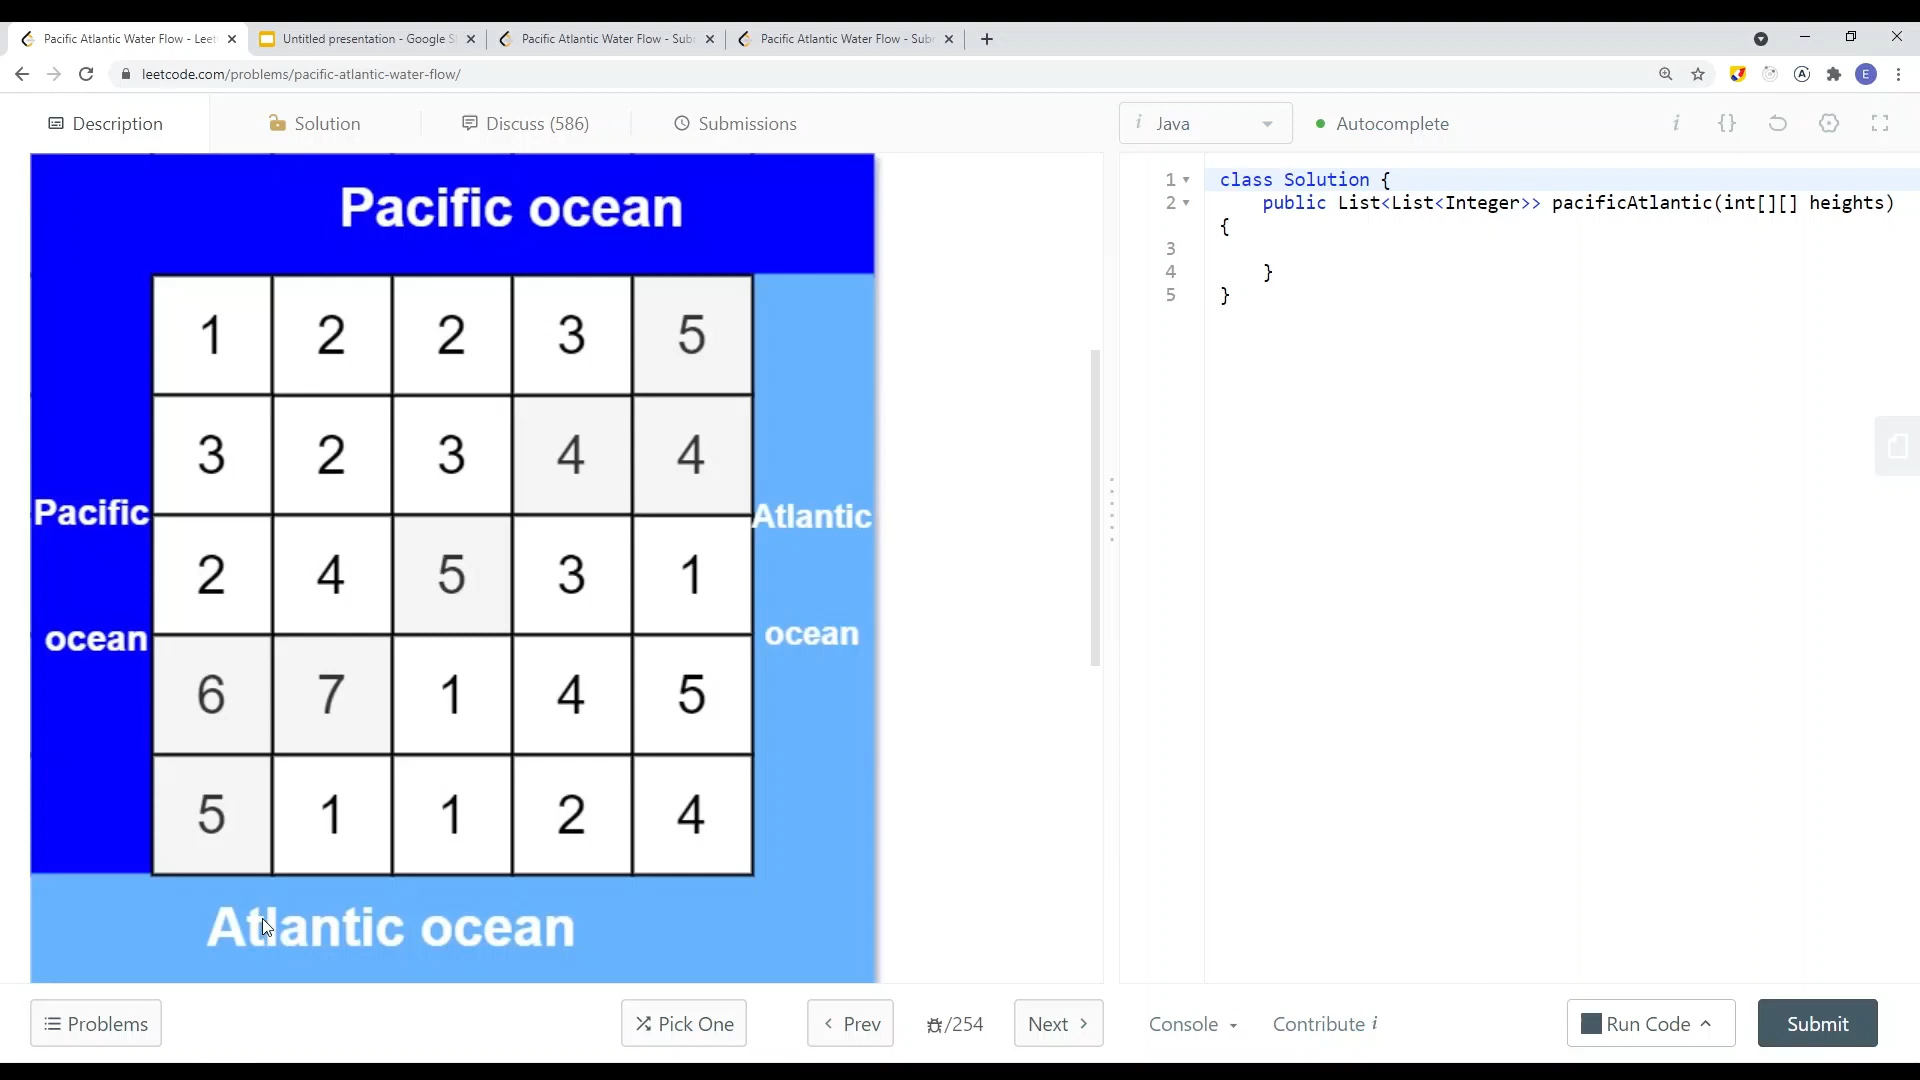 Pacific Atlantic Water Flow - Leet
Untitled presentation - Google S
Pacific Atlantic Water Flow - Sub
Pacific Atlantic Water Flow - Sub
leetcode.com/problems/pacific-atlantic-water-flow/
E
Description
Solution
Discuss (586)
Submissions
i Java
Autocomplete
i {}
Pacific ocean
1 2 2 3 5
3 2 3 4 4
Pacific
Atlantic
2 4 5 3 1
ocean
ocean
6 7 1 4 5
5 1 1 2 4
Atlantic ocean
1 class Solution {
2 public List<List<Integer>> pacificAtlantic(int[][] heights)
{
3
4 }
5 }
Problems
Pick One
Prev
/254
Next
Console
Contribute i
Run Code
Submit